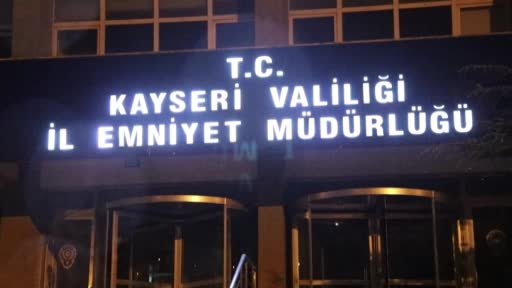 T.C.
KAYSERİ VALİLİĞİ
İL EMNİYET MÜDÜRLÜĞÜ